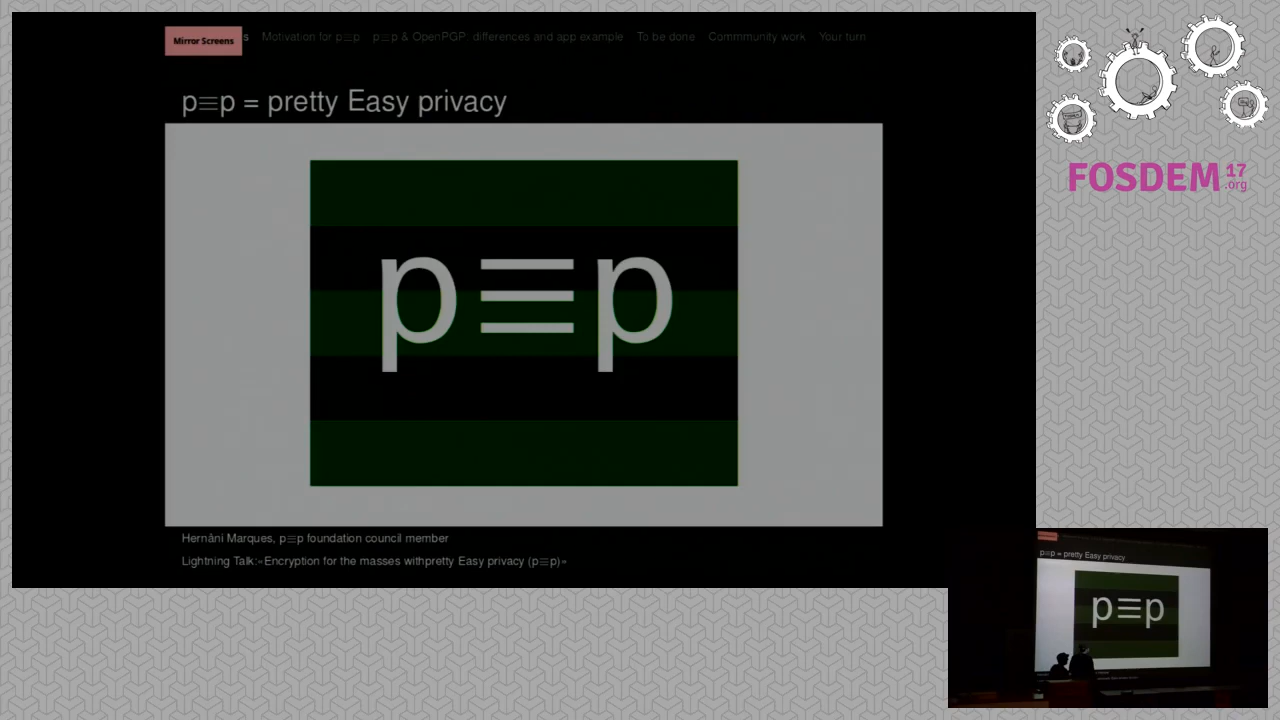 Mirror Screens
s Motivation for p≡p p≡p & OpenPGP: differences and app example To be done Commmunity work Your turn
p≡p = pretty Easy privacy
p≡p
Hernâni Marques, p≡p foundation council member
Lightning Talk:«Encryption for the masses withpretty Easy privacy (p≡p)»
FOSDEM 17
.org
p≡p = pretty Easy privacy
p≡p